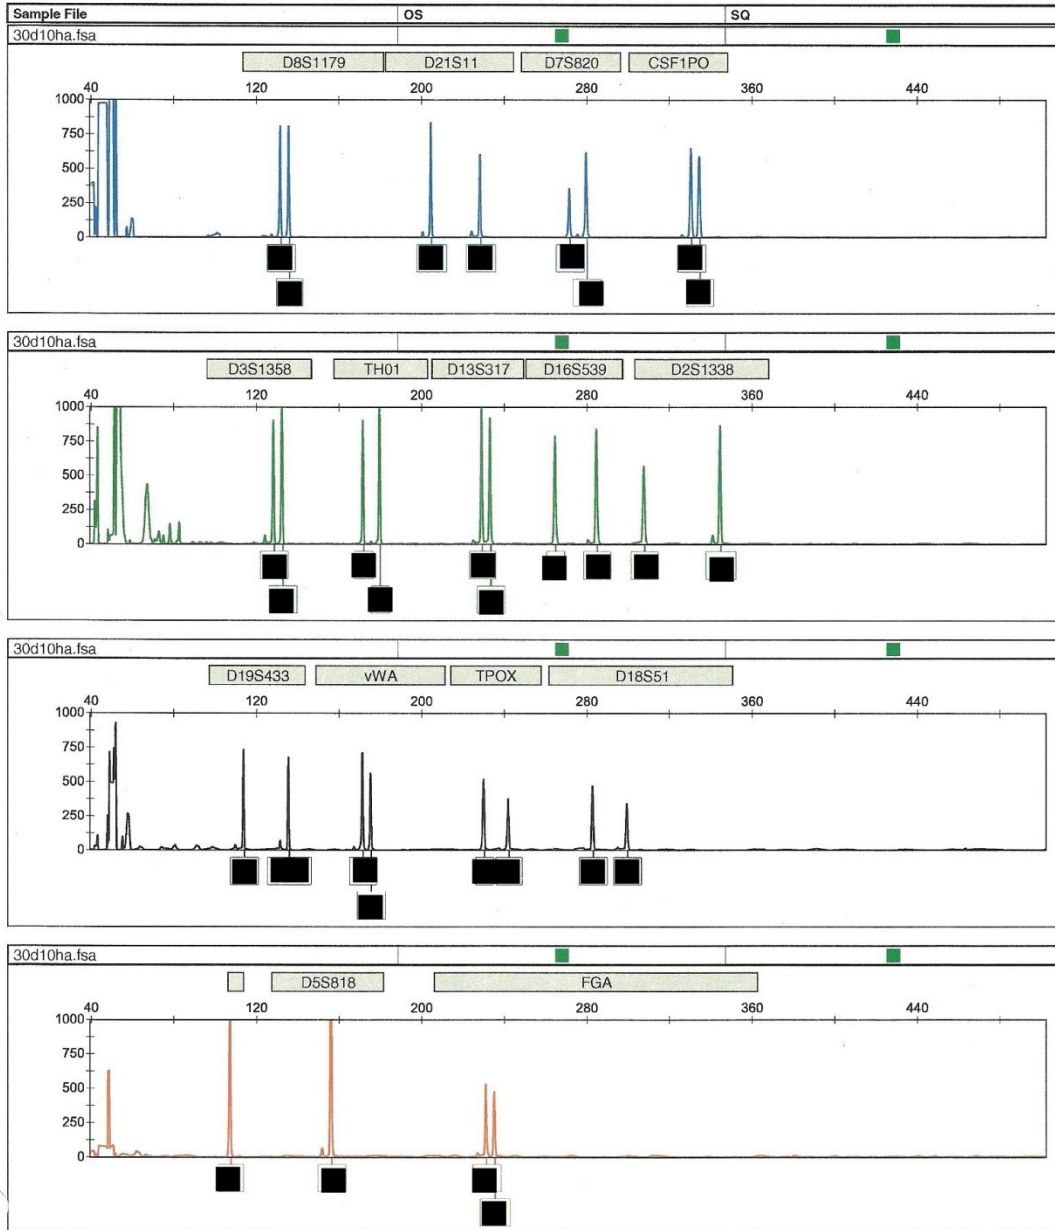 Sample File OS SQ
30d10ha.fsa
D8S1179 D21S11 D7S820 CSF1PO
40 120 200 280 360 440
1000
750
500
250
0
30d10ha.fsa
D3S1358 TH01 D13S317 D16S539 D2S1338
40 120 200 280 360 440
1000
750
500
250
0
30d10ha.fsa
D19S433 vWA TPOX D18S51
40 120 200 280 360 440
1000
750
500
250
0
30d10ha.fsa
D5S818 FGA
40 120 200 280 360 440
1000
750
500
250
0